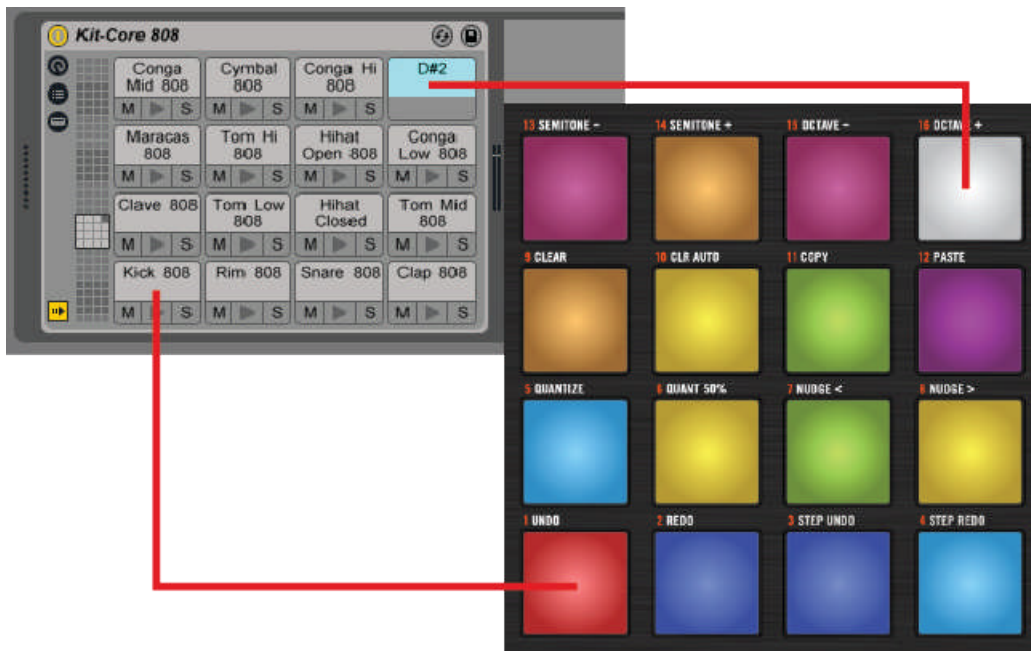 Kit-Core 808
Conga Cymbal Conga Hi D#2
Mid 808 808 808
M S M S M S
Maracas Tom Hi Hihat Conga
808 808 Open 808 Low 808
M S M S M S M S
Clave 808 Tom Low Hihat Tom Mid
808 Closed 808
M S M S M S M S
Kick 808 Rim 808 Snare 808 Clap 808
M S M S M S M S
13 SEMITONE - 14 SEMITONE + 15 OCTAVE - 16 OCTAVE +
9 CLEAR 10 CLR AUTO 11 COPY 12 PASTE
5 QUANTIZE 6 QUANT 50% 7 NUDGE < 8 NUDGE >
1 UNDO 2 REDO 3 STEP UNDO 4 STEP REDO